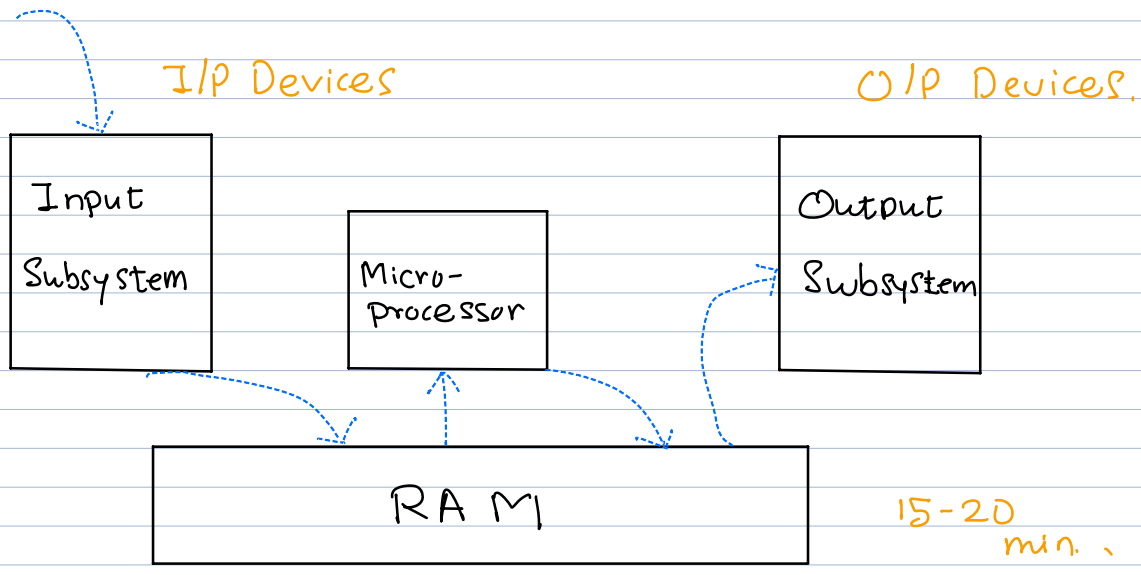 I/P Devices
O/P Devices.
Input
Subsystem
Micro-
processor
Output
Subsystem
RAM
15-20
min.